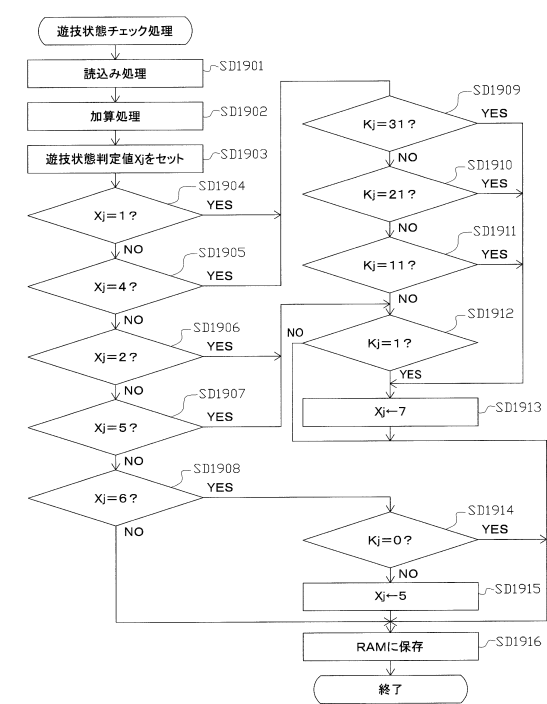 遊技状態チェック処理
読込み処理
SD1901
加算処理
SD1902
遊技状態判定値Xjをセット
SD1903
Xj=1?
SD1904
YES
NO
Xj=4?
SD1905
YES
NO
Xj=2?
SD1906
YES
NO
Xj=5?
SD1907
YES
NO
Xj=6?
SD1908
YES
NO
Kj=31?
SD1909
YES
NO
Kj=21?
SD1910
YES
NO
Kj=11?
SD1911
YES
NO
Kj=1?
SD1912
NO
YES
Xj←7
SD1913
Kj=0?
SD1914
YES
NO
Xj←5
SD1915
RAMに保存
SD1916
終了